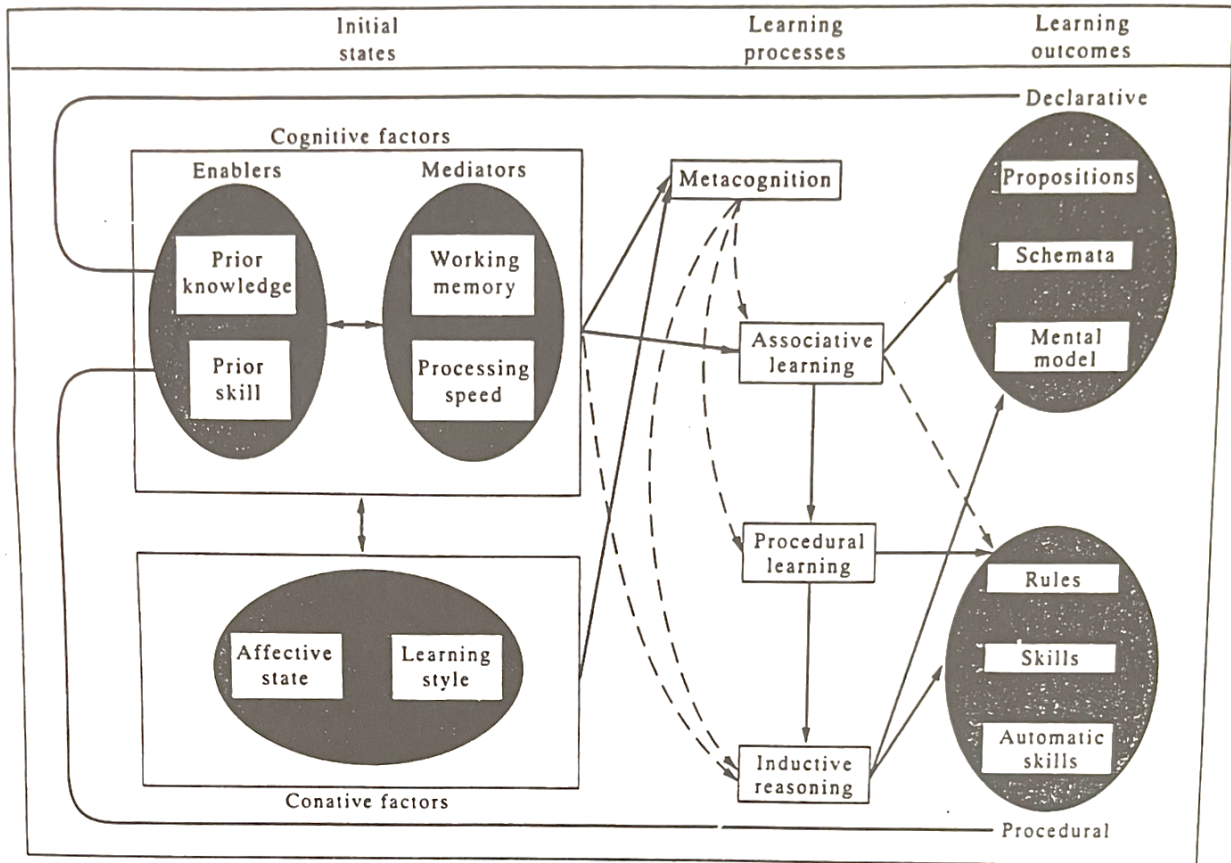 Initial
states
Learning
processes
Learning
outcomes
Declarative
Cognitive factors
Enablers
Mediators
Prior
knowledge
Prior
skill
Working
memory
Processing
speed
Metacognition
Associative
learning
Procedural
learning
Inductive
reasoning
Propositions
Schemata
Mental
model
Affective
state
Learning
style
Conative factors
Rules
Skills
Automatic
skills
Procedural